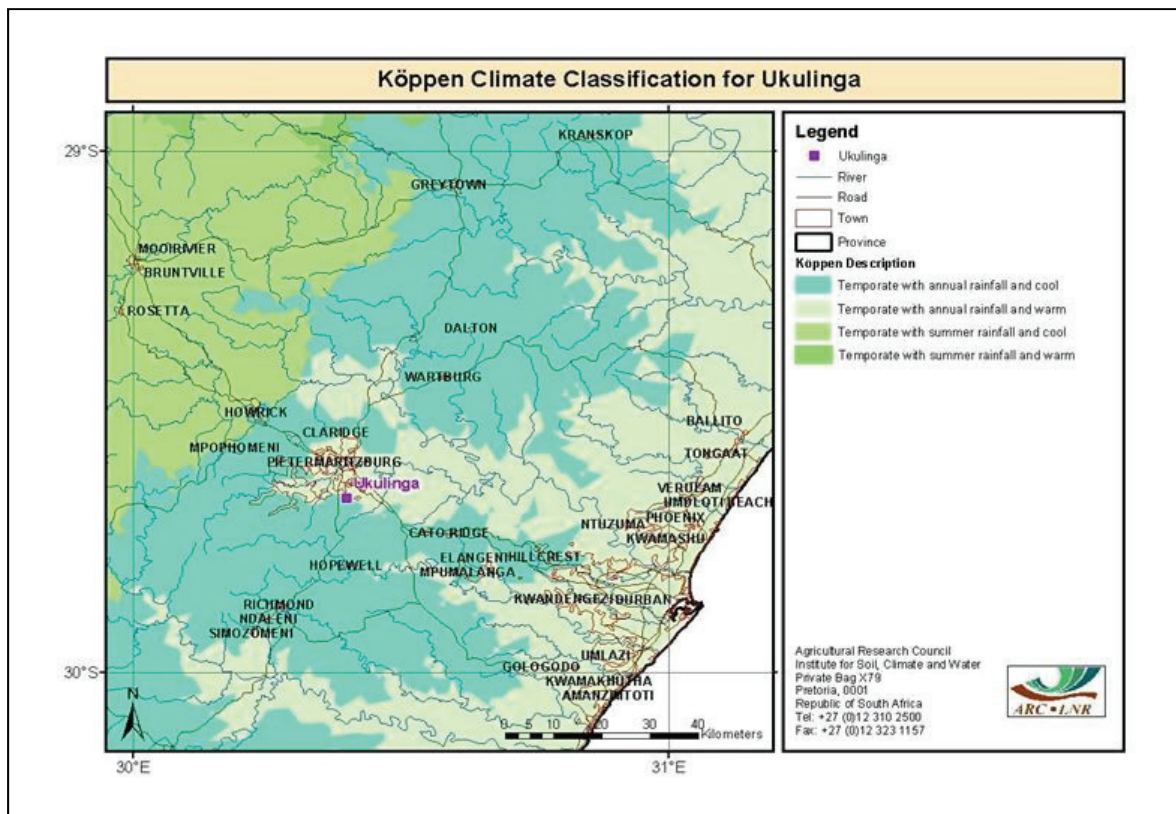 Köppen Climate Classification for Ukulinga
29°S
30°S
30°E
31°E
KRANSKOP
GREYTOWN
MOOIRIVIER
BRUNTVILLE
ROSETTA
DALTON
WARTBURG
HOWRICK
CLARIDGE
MPOPHOMENI
PIETERMARITZBURG
Ukulinga
BALLITO
TONGAAT
VERULAM
UMDLOTI BEACH
PHOENIX
NTUZUMA
KWAMASHU
CATO RIDGE
ELANGENI
HILLCREST
HOPEWELL
MPUMALANGA
RICHMOND
KWANDENGEZI
DURBAN
NDALENI
SIMOZOMENI
UMLAZI
GOLOGODO
KWAMAKHUTHA
AMANZIMTOTI
N
0 5 10 20 30 40
Kilometers
Legend
Ukulinga
River
Road
Town
Province
Köppen Description
Temporate with annual rainfall and cool
Temporate with annual rainfall and warm
Temporate with summer rainfall and cool
Temporate with summer rainfall and warm
Agricultural Research Council
Institute for Soil, Climate and Water
Private Bag X79
Pretoria, 0001
Republic of South Africa
Tel: +27 (0)12 310 2500
Fax: +27 (0)12 323 1157
ARC • LNR